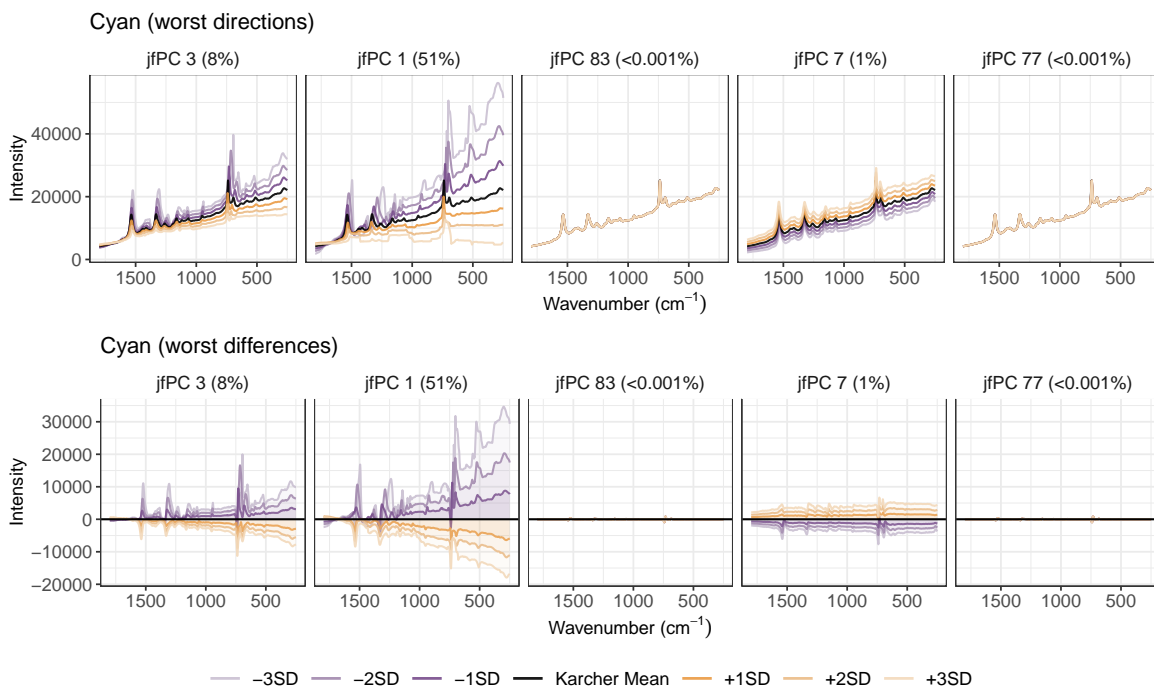 Cyan (worst directions)
jfPC 3 (8%) jfPC 1 (51%) jfPC 83 (<0.001%) jfPC 7 (1%) jfPC 77 (<0.001%)
Intensity
40000
20000
0
1500 1000 500 1500 1000 500 1500 1000 500 1500 1000 500 1500 1000 500
Wavenumber (cm⁻¹)
Cyan (worst differences)
jfPC 3 (8%) jfPC 1 (51%) jfPC 83 (<0.001%) jfPC 7 (1%) jfPC 77 (<0.001%)
Intensity
30000
20000
10000
0
−10000
−20000
1500 1000 500 1500 1000 500 1500 1000 500 1500 1000 500 1500 1000 500
Wavenumber (cm⁻¹)
−3SD −2SD −1SD Karcher Mean +1SD +2SD +3SD